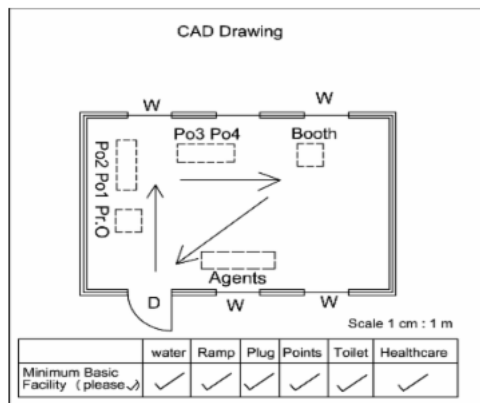 CAD Drawing
W
W
Po3 Po4
Booth
Po2 Po1 Pr.O
Agents
D
W
W
Scale 1 cm : 1 m
water Ramp Plug Points Toilet Healthcare
Minimum Basic
Facility (please ✓) ✓ ✓ ✓ ✓ ✓ ✓